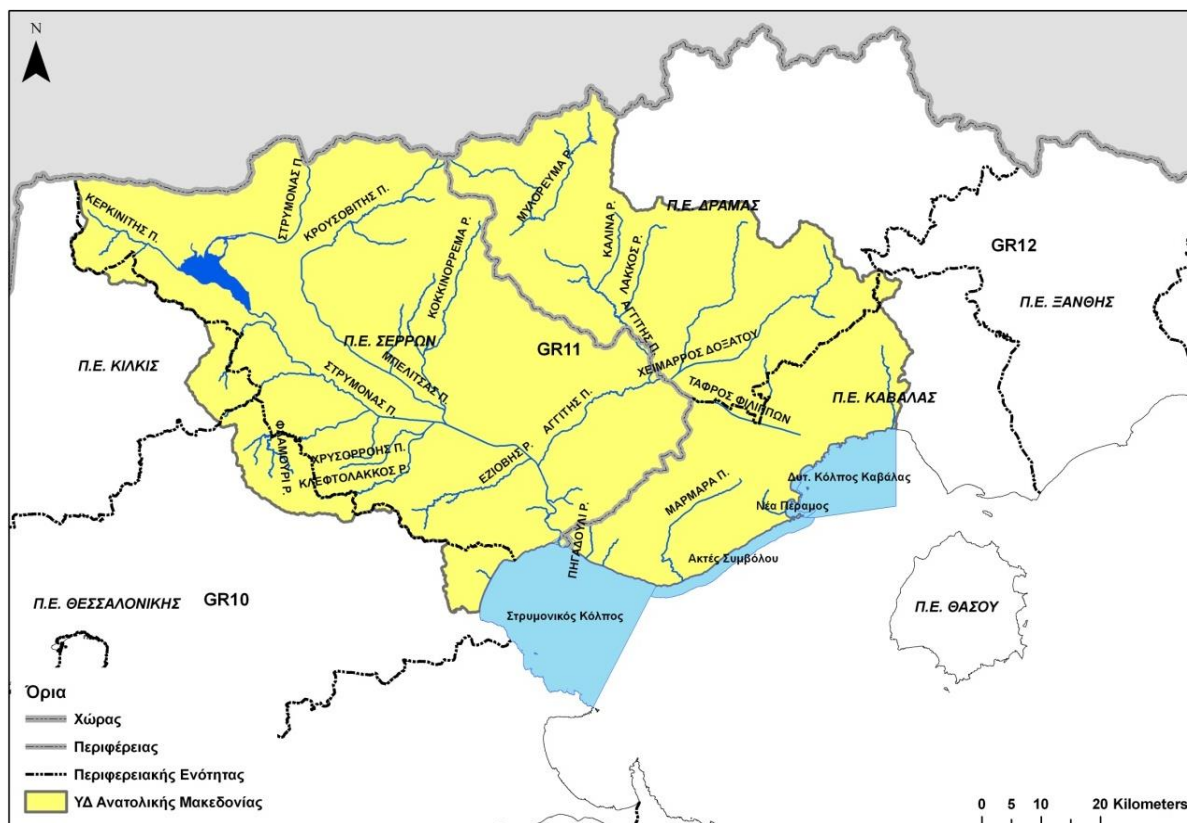 N
ΚΕΡΚΙΝΙΤΗΣ Π.
ΣΤΡΥΜΟΝΑΣ Π.
ΚΡΟΥΣΟΒΙΤΗΣ Π.
ΚΟΚΚΙΝΟΡΡΕΜΑ Ρ.
ΜΥΛΟΡΕΥΜΑ Ρ.
ΚΑΛΙΝΑ Ρ.
ΛΑΚΚΟΣ Ρ.
Π.Ε. ΔΡΑΜΑΣ
GR12
Π.Ε. ΞΑΝΘΗΣ
Π.Ε. ΚΙΛΚΙΣ
Π.Ε. ΣΕΡΡΩΝ
GR11
ΑΓΓΙΤΗΣ Π.
ΧΕΙΜΑΡΡΟΣ ΔΟΞΑΤΟΥ
ΜΠΕΛΙΤΣΑΣ Π.
ΣΤΡΥΜΟΝΑΣ Π.
ΤΑΦΡΟΣ ΦΙΛΙΠΠΩΝ
Π.Ε. ΚΑΒΑΛΑΣ
ΑΓΓΙΤΗΣ Π.
ΧΡΥΣΟΡΡΟΗΣ Π.
ΚΛΕΦΤΟΛΑΚΚΟΣ Ρ.
ΕΖΙΟΒΗΣ Ρ.
ΜΑΡΜΑΡΑ Π.
Δυτ. Κόλπος Καβάλας
Νέα Πέραμος
ΠΗΓΑΔΟΥΛΙ Ρ.
Ακτές Συμβόλου
Π.Ε. ΘΕΣΣΑΛΟΝΙΚΗΣ
GR10
Στρυμονικός Κόλπος
Π.Ε. ΘΑΣΟΥ
Όρια
Χώρας
Περιφέρειας
Περιφερειακής Ενότητας
ΥΔ Ανατολικής Μακεδονίας
0 5 10 20 Kilometers